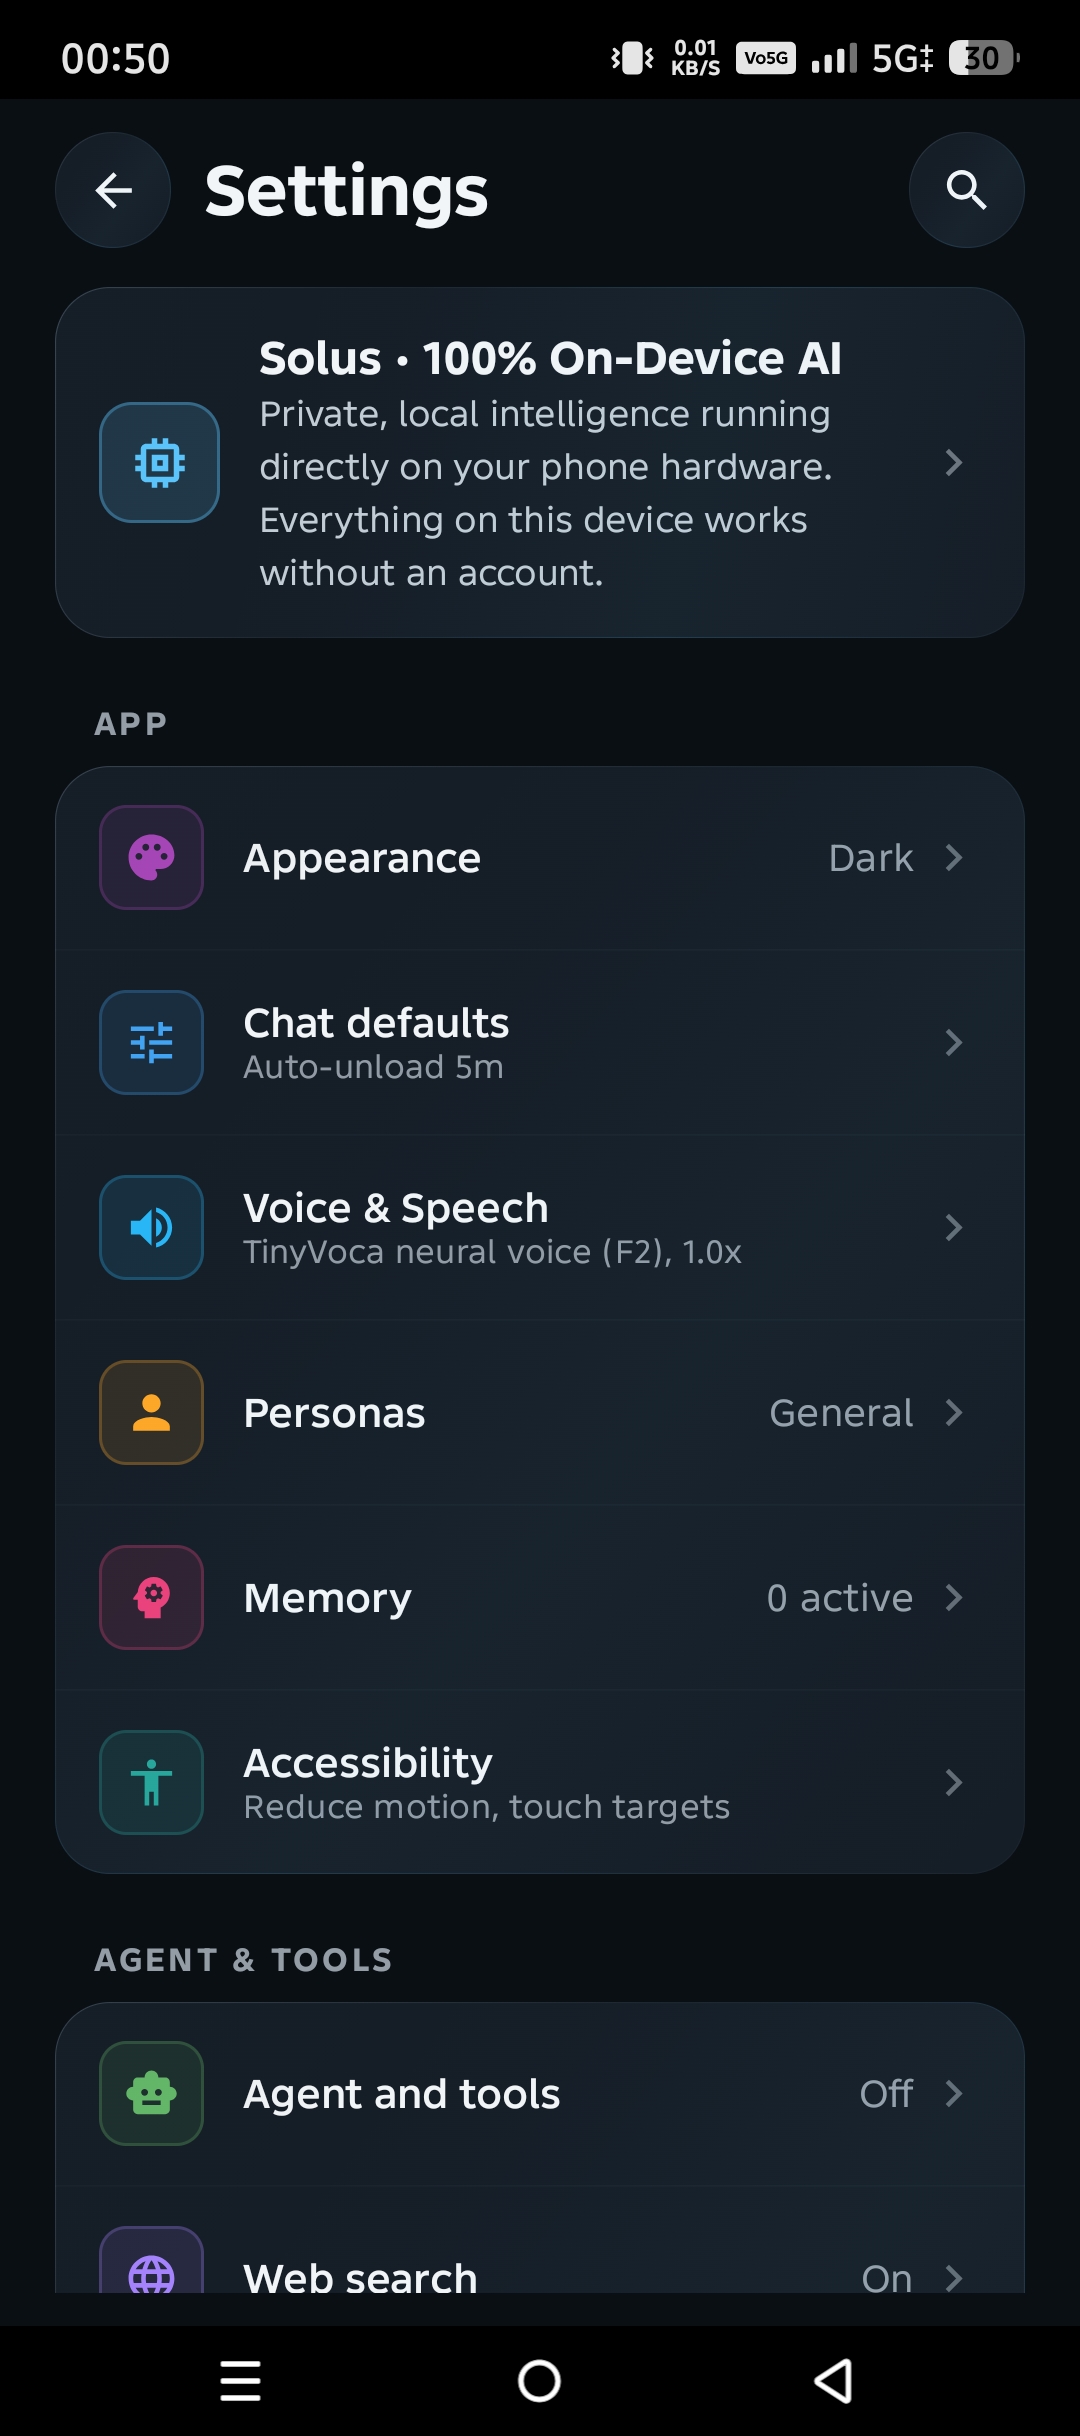 00:50
0.01
KB/S
Vo5G
5G‡
30
Settings
Solus · 100% On-Device AI
Private, local intelligence running
directly on your phone hardware.
Everything on this device works
without an account.
APP
Appearance
Dark
Chat defaults
Auto-unload 5m
Voice & Speech
TinyVoca neural voice (F2), 1.0x
Personas
General
Memory
0 active
Accessibility
Reduce motion, touch targets
AGENT & TOOLS
Agent and tools
Off
Web search
On